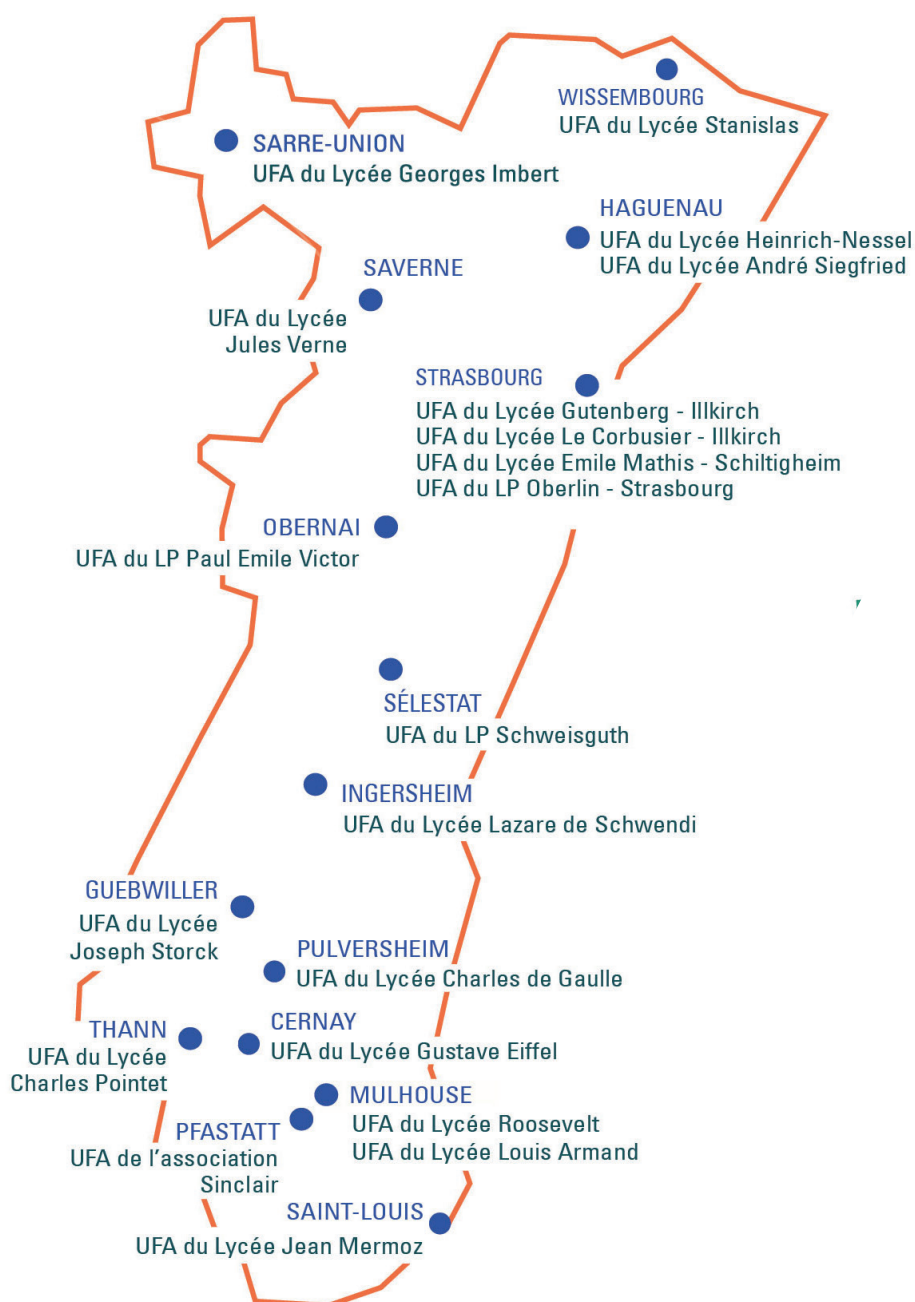 WISSEMBOURG
UFA du Lycée Stanislas
SARRE-UNION
UFA du Lycée Georges Imbert
HAGUENAU
UFA du Lycée Heinrich-Nessel
UFA du Lycée André Siegfried
SAVERNE
UFA du Lycée
Jules Verne
STRASBOURG
UFA du Lycée Gutenberg - Illkirch
UFA du Lycée Le Corbusier - Illkirch
UFA du Lycée Emile Mathis - Schiltigheim
UFA du LP Oberlin - Strasbourg
OBERNAI
UFA du LP Paul Emile Victor
SÉLESTAT
UFA du LP Schweisguth
INGERSHEIM
UFA du Lycée Lazare de Schwendi
GUEBWILLER
UFA du Lycée
Joseph Storck
PULVERSHEIM
UFA du Lycée Charles de Gaulle
THANN
UFA du Lycée
Charles Pointet
CERNAY
UFA du Lycée Gustave Eiffel
MULHOUSE
UFA du Lycée Roosevelt
UFA du Lycée Louis Armand
PFASTATT
UFA de l'association
Sinclair
SAINT-LOUIS
UFA du Lycée Jean Mermoz